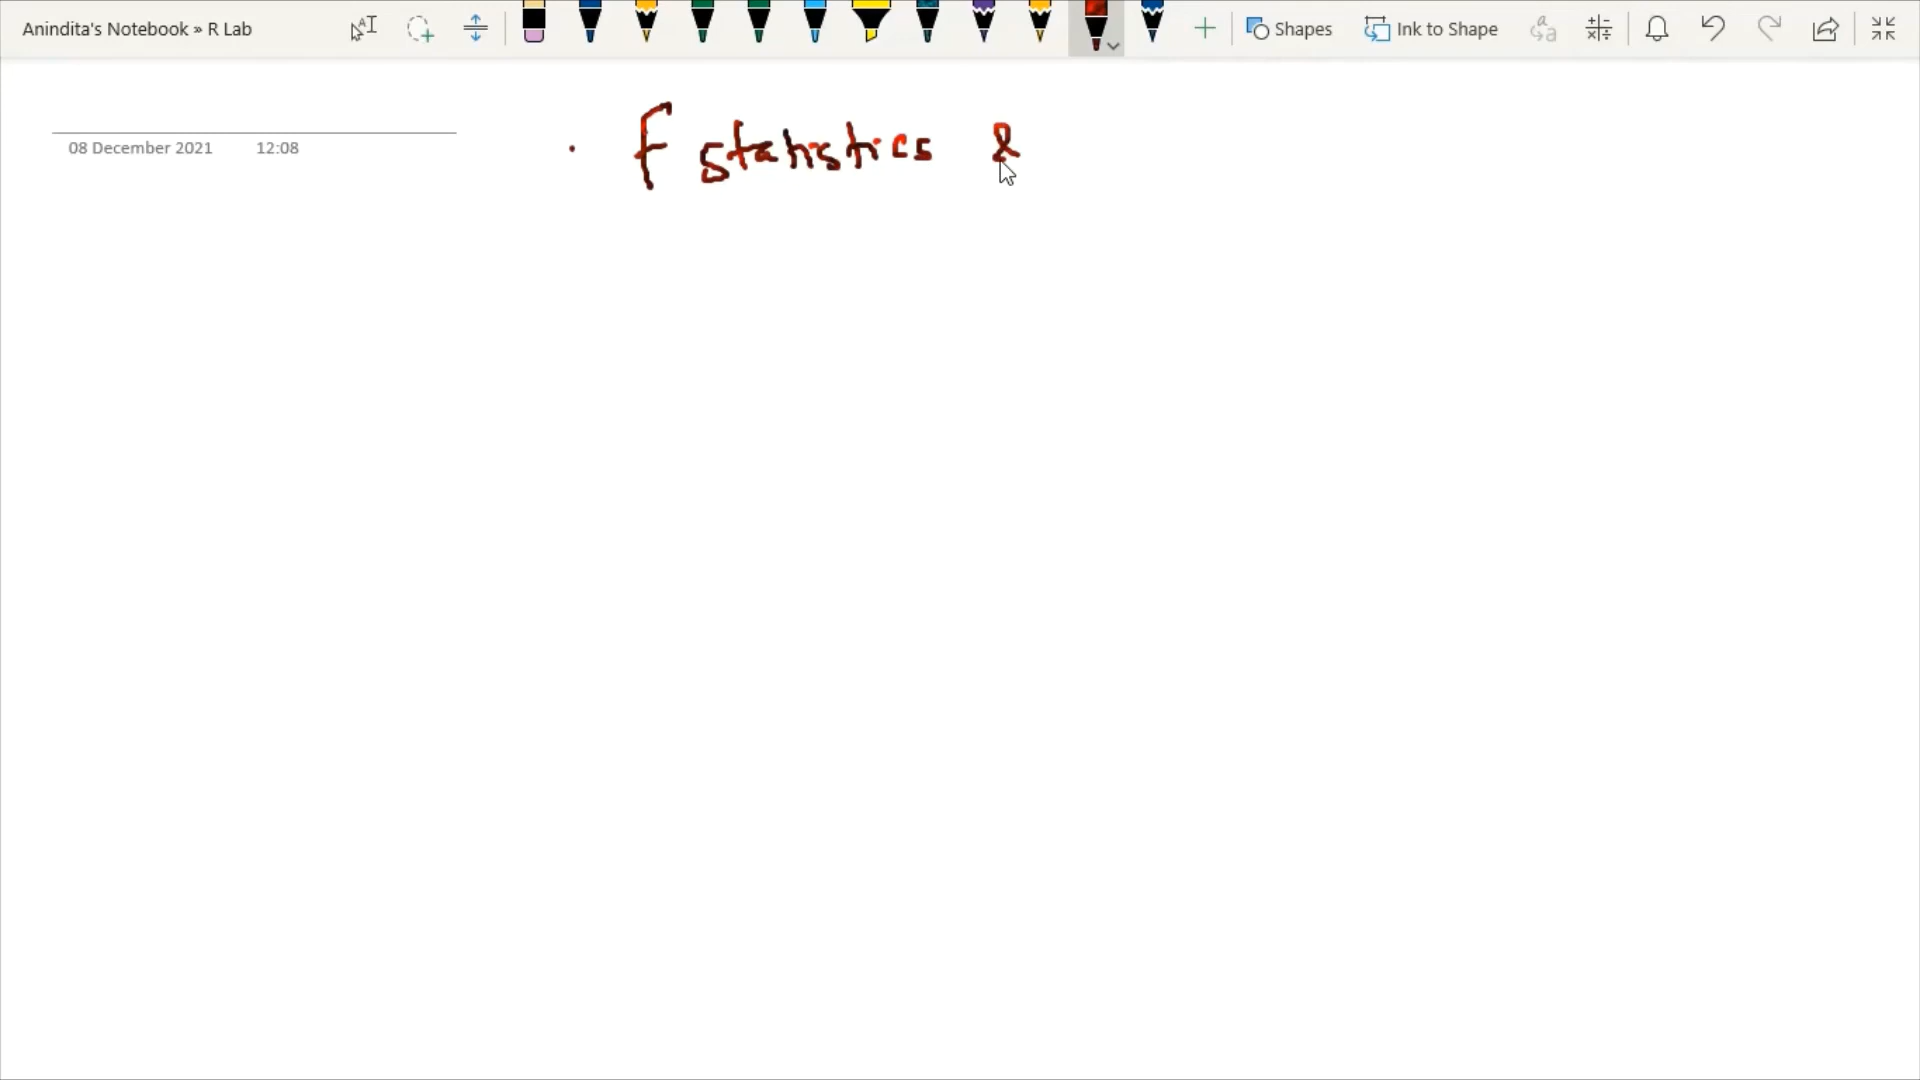 Anindita's Notebook » R Lab
Shapes
Ink to Shape
F statistics &
08 December 2021 12:08